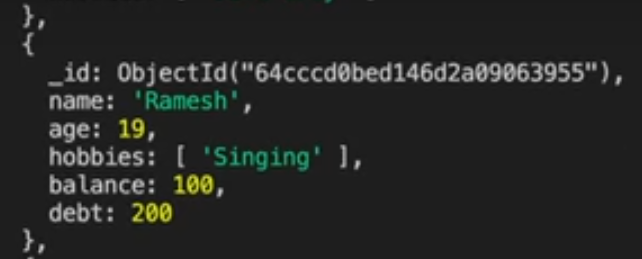 },
{
_id: ObjectId("64cccd0bed146d2a09063955"),
name: 'Ramesh',
age: 19,
hobbies: [ 'Singing' ],
balance: 100,
debt: 200
},